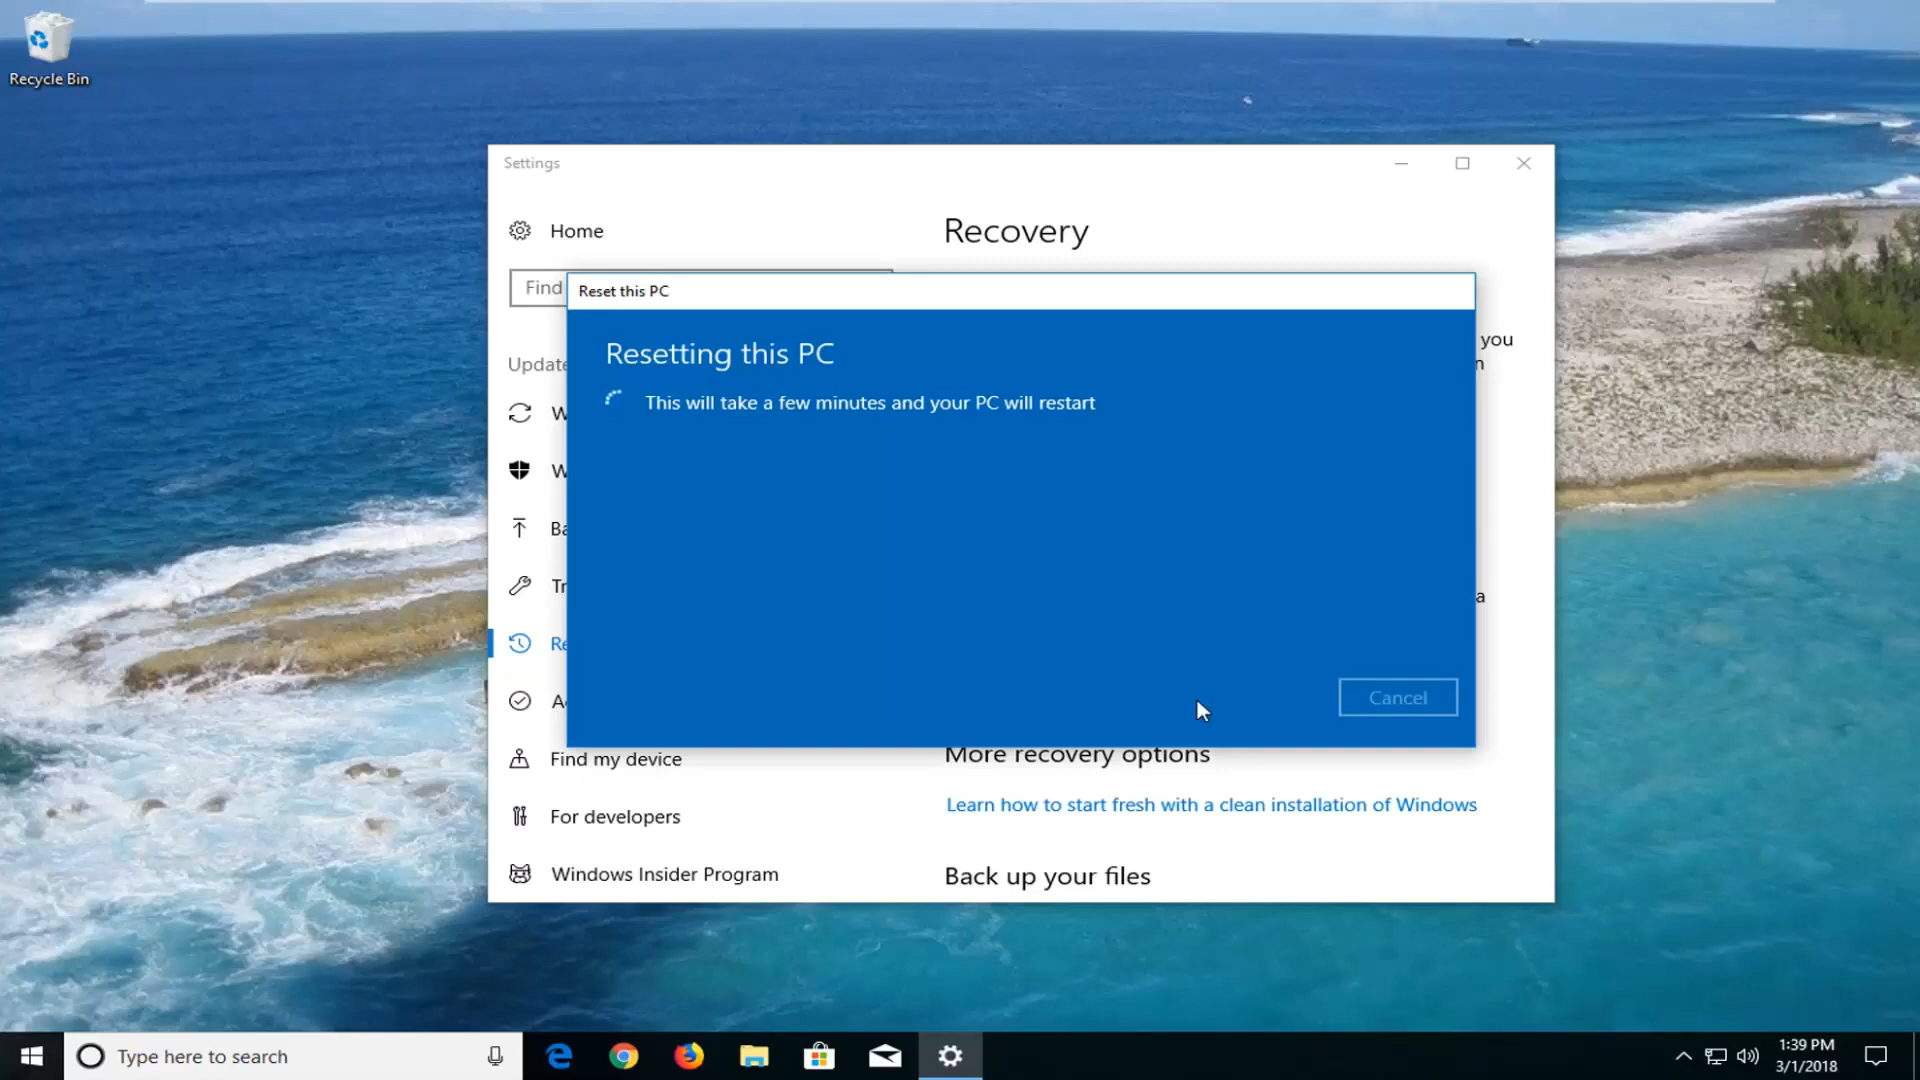 Recycle Bin
Settings
Home
Recovery
Find
Reset this PC
Resetting this PC
This will take a few minutes and your PC will restart
Cancel
you
n
a
Update
W
W
Ba
Tr
Re
A
Find my device
For developers
Windows Insider Program
More recovery options
Learn how to start fresh with a clean installation of Windows
Back up your files
Type here to search
1:39 PM
3/1/2018